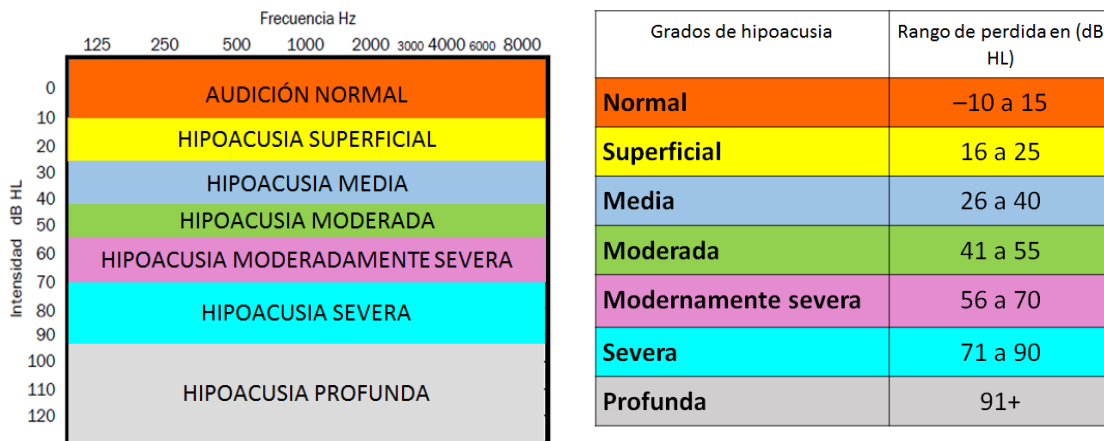 Frecuencia Hz
125 250 500 1000 2000 3000 4000 6000 8000
Intensidad dB HL
0
10
20
30
40
50
60
70
80
90
100
110
120
AUDICIÓN NORMAL
HIPOACUSIA SUPERFICIAL
HIPOACUSIA MEDIA
HIPOACUSIA MODERADA
HIPOACUSIA MODERADAMENTE SEVERA
HIPOACUSIA SEVERA
HIPOACUSIA PROFUNDA
Grados de hipoacusia Rango de perdida en (dB
HL)
Normal –10 a 15
Superficial 16 a 25
Media 26 a 40
Moderada 41 a 55
Modernamente severa 56 a 70
Severa 71 a 90
Profunda 91+